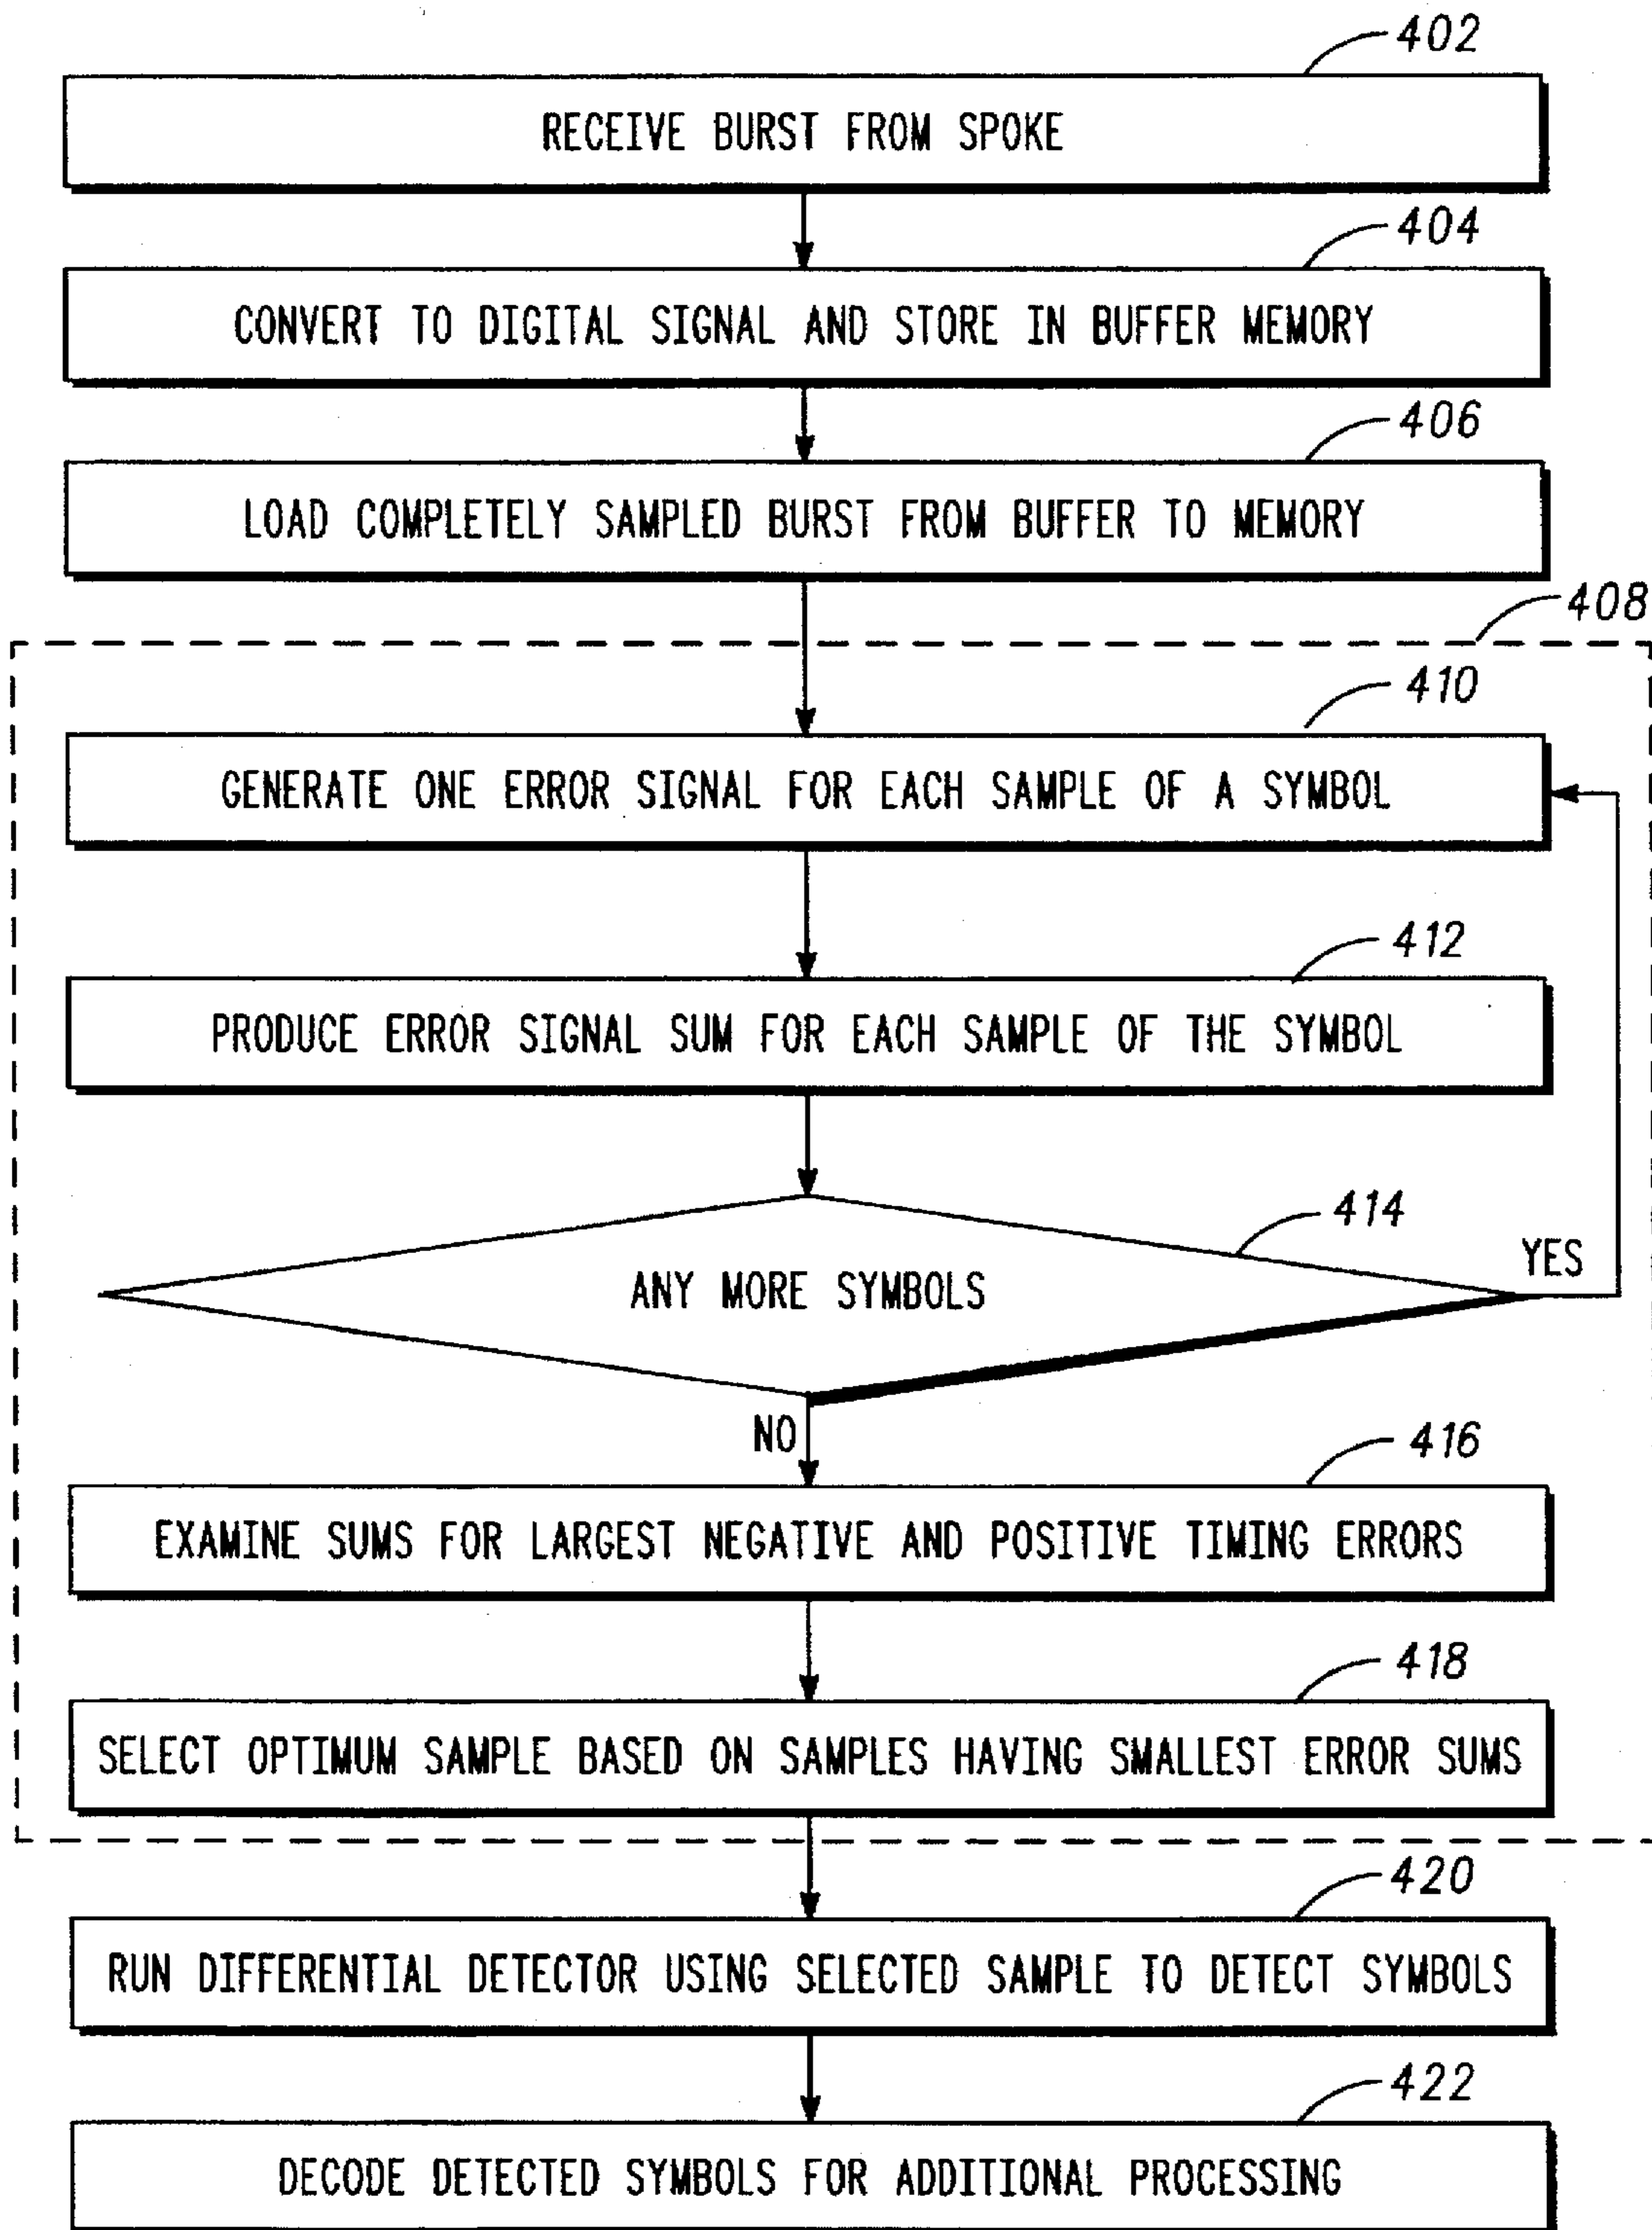 402
RECEIVE BURST FROM SPOKE
404
CONVERT TO DIGITAL SIGNAL AND STORE IN BUFFER MEMORY
406
LOAD COMPLETELY SAMPLED BURST FROM BUFFER TO MEMORY
408
410
GENERATE ONE ERROR SIGNAL FOR EACH SAMPLE OF A SYMBOL
412
PRODUCE ERROR SIGNAL SUM FOR EACH SAMPLE OF THE SYMBOL
414
YES
ANY MORE SYMBOLS
NO
416
EXAMINE SUMS FOR LARGEST NEGATIVE AND POSITIVE TIMING ERRORS
418
SELECT OPTIMUM SAMPLE BASED ON SAMPLES HAVING SMALLEST ERROR SUMS
420
RUN DIFFERENTIAL DETECTOR USING SELECTED SAMPLE TO DETECT SYMBOLS
422
DECODE DETECTED SYMBOLS FOR ADDITIONAL PROCESSING